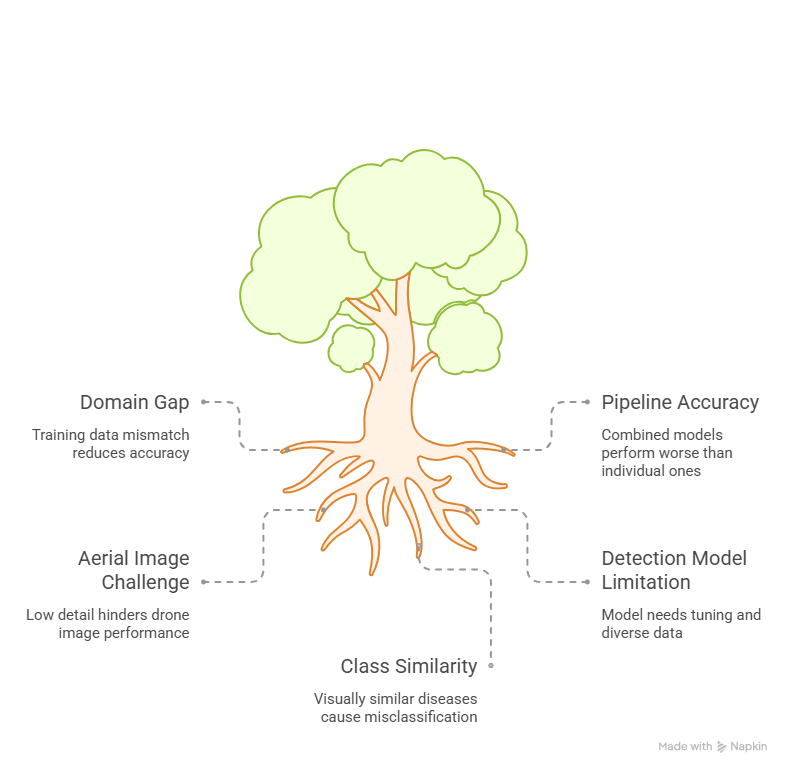 Domain Gap
Training data mismatch
reduces accuracy
Pipeline Accuracy
Combined models
perform worse than
individual ones
Aerial Image
Challenge
Low detail hinders drone
image performance
Detection Model
Limitation
Model needs tuning and
diverse data
Class Similarity
Visually similar diseases
cause misclassification
Made with Napkin